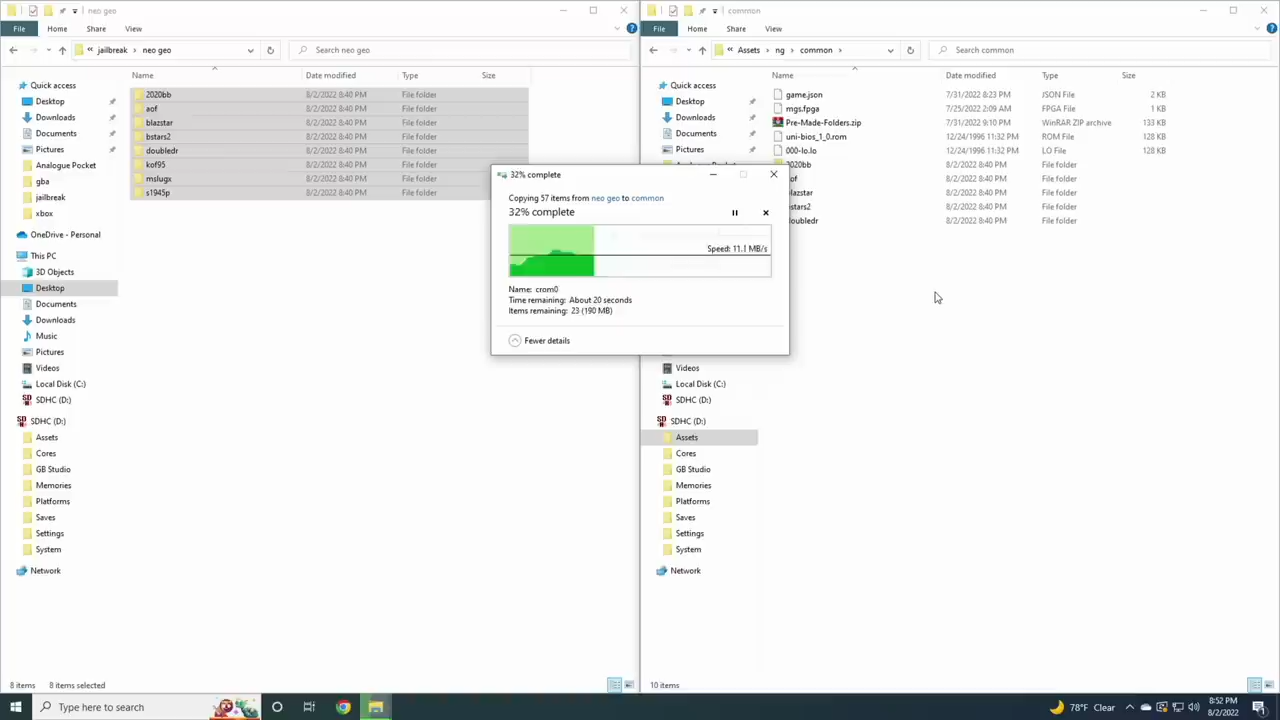 neo geo
File Home Share View
« jailbreak › neo geo
Search neo geo
Name Date modified Type Size
Quick access
Desktop
Downloads
Documents
Pictures
Analogue Pocket
gba
jailbreak
xbox
OneDrive - Personal
This PC
3D Objects
Desktop
Documents
Downloads
Music
Pictures
Videos
Local Disk (C:)
SDHC (D:)
SDHC (D:)
Assets
Cores
GB Studio
Memories
Platforms
Saves
Settings
System
Network
2020bb 8/2/2022 8:40 PM File folder
aof 8/2/2022 8:40 PM File folder
blazstar 8/2/2022 8:40 PM File folder
bstars2 8/2/2022 8:40 PM File folder
doubledr 8/2/2022 8:40 PM File folder
kof95 8/2/2022 8:40 PM File folder
mslugx 8/2/2022 8:40 PM File folder
s1945p 8/2/2022 8:40 PM File folder
8 items 8 items selected
32% complete
Copying 57 items from neo geo to common
32% complete
Speed: 11.1 MB/s
Name: crom0
Time remaining: About 20 seconds
Items remaining: 23 (190 MB)
Fewer details
common
File Home Share View
« Assets › ng › common ›
Search common
Name Date modified Type Size
Quick access
Desktop
Downloads
Documents
Pictures
Videos
Local Disk (C:)
SDHC (D:)
SDHC (D:)
Assets
Cores
GB Studio
Memories
Platforms
Saves
Settings
System
Network
game.json 7/31/2022 8:23 PM JSON File 2 KB
mgs.fpga 7/25/2022 2:09 AM FPGA File 1 KB
Pre-Made-Folders.zip 7/31/2022 9:10 PM WinRAR ZIP archive 133 KB
uni-bios_1_0.rom 12/24/1996 11:32 PM ROM File 128 KB
000-lo.lo 12/24/1996 11:32 PM LO File 128 KB
2020bb 8/2/2022 8:40 PM File folder
aof 8/2/2022 8:40 PM File folder
blazstar 8/2/2022 8:40 PM File folder
bstars2 8/2/2022 8:40 PM File folder
doubledr 8/2/2022 8:40 PM File folder
10 items
Type here to search
78°F Clear
8:52 PM
8/2/2022